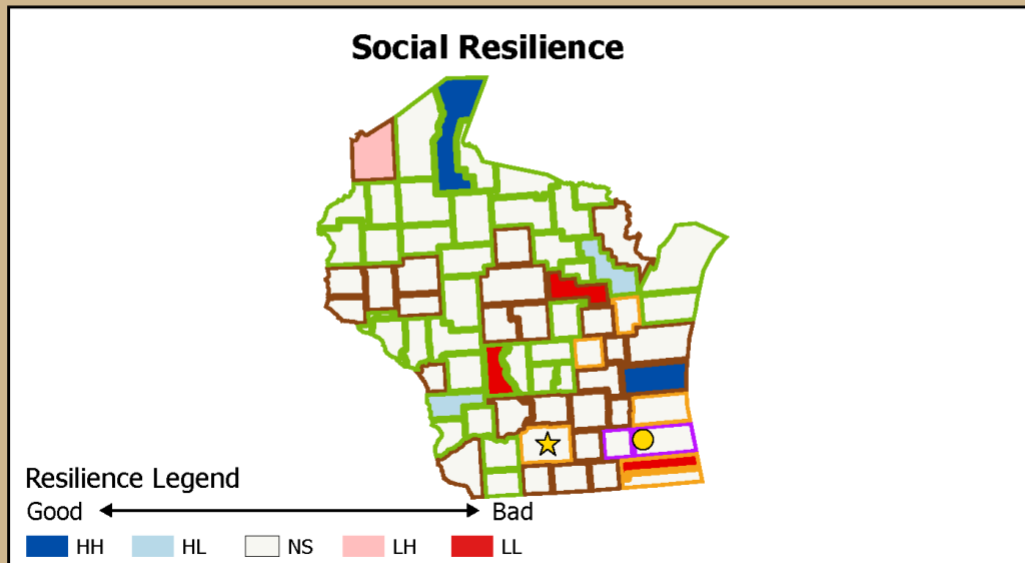 Social Resilience
Resilience Legend
Good Bad
HH HL NS LH LL